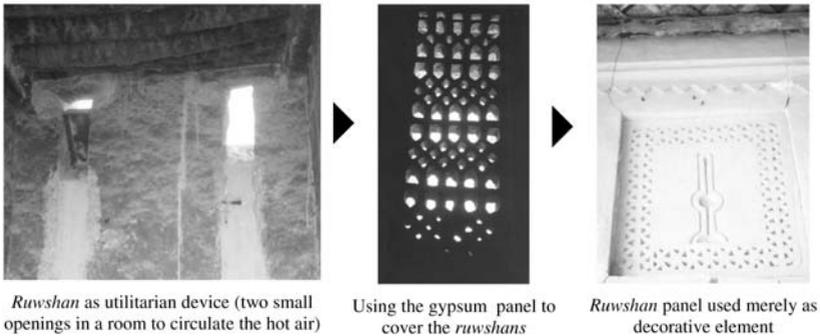 Ruwshan as utilitarian device (two small
openings in a room to circulate the hot air)
Using the gypsum panel to
cover the ruwshans
Ruwshan panel used merely as
decorative element